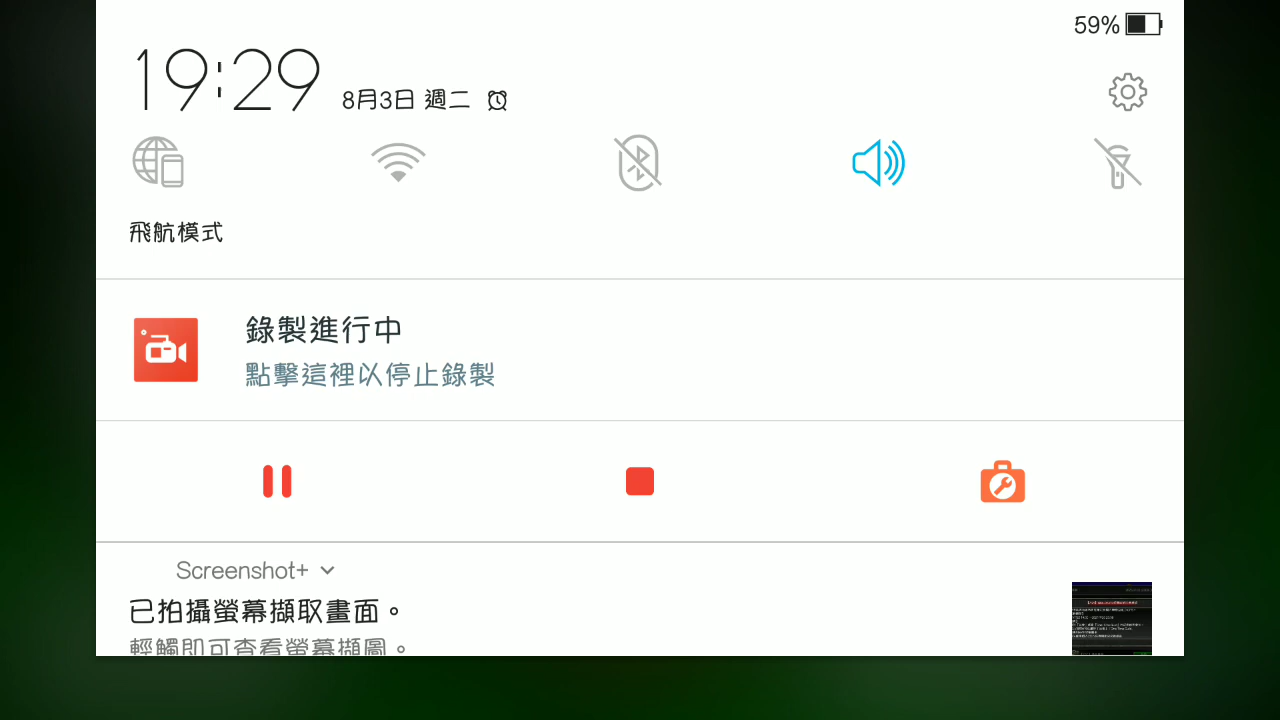 59%
19:29 8月3日 週二
飛航模式
錄製進行中
點擊這裡以停止錄製
Screenshot+
已拍攝螢幕擷取畫面。
輕觸即可查看螢幕擷圖。